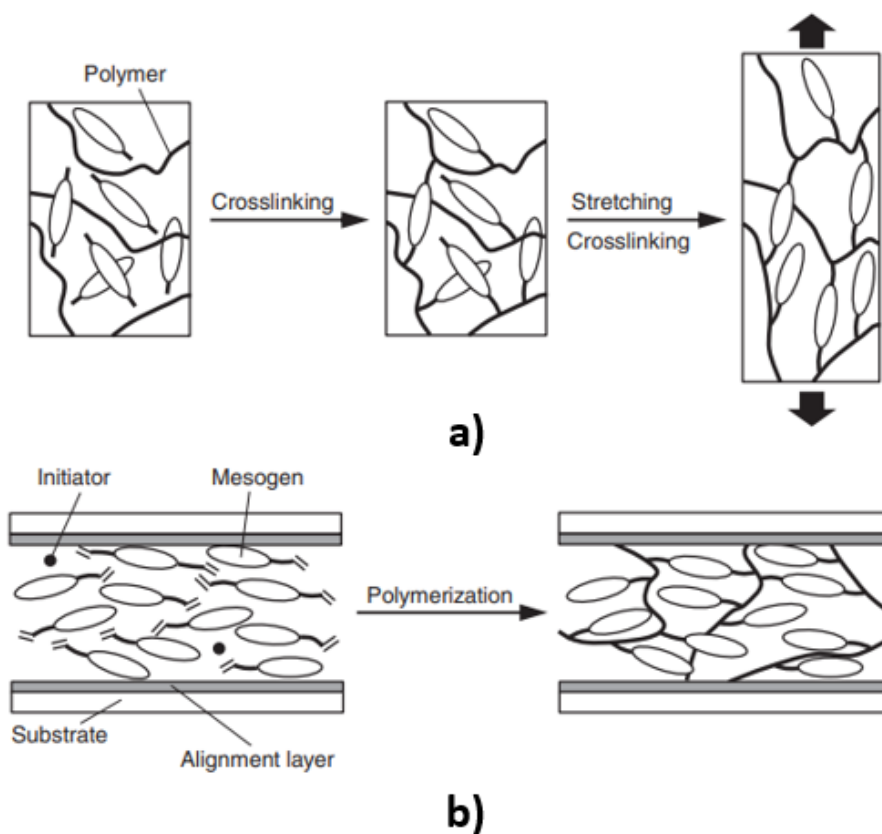 Polymer
Crosslinking
Stretching
Crosslinking
a)
Initiator
Mesogen
Polymerization
Substrate
Alignment layer
b)